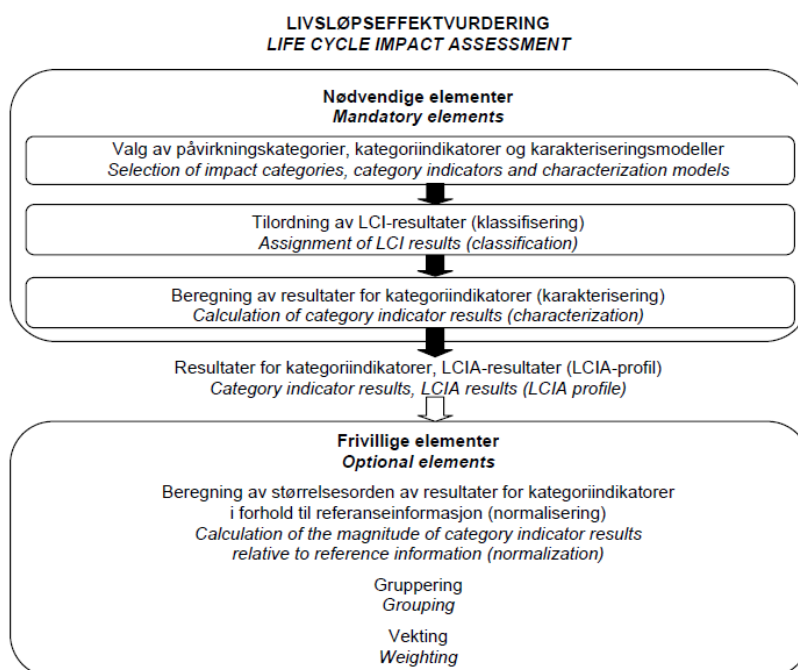 LIVSLØPSEFFEKTVURDERING
LIFE CYCLE IMPACT ASSESSMENT
Nødvendige elementer
Mandatory elements
Valg av påvirkningskategorier, kategoriindikatorer og karakteriseringsmodeller
Selection of impact categories, category indicators and characterization models
Tilordning av LCI-resultater (klassifisering)
Assignment of LCI results (classification)
Beregning av resultater for kategoriindikatorer (karakterisering)
Calculation of category indicator results (characterization)
Resultater for kategoriindikatorer, LCIA-resultater (LCIA-profil)
Category indicator results, LCIA results (LCIA profile)
Frivillige elementer
Optional elements
Beregning av størrelsesorden av resultater for kategoriindikatorer
i forhold til referanseinformasjon (normalisering)
Calculation of the magnitude of category indicator results
relative to reference information (normalization)
Gruppering
Grouping
Vekting
Weighting